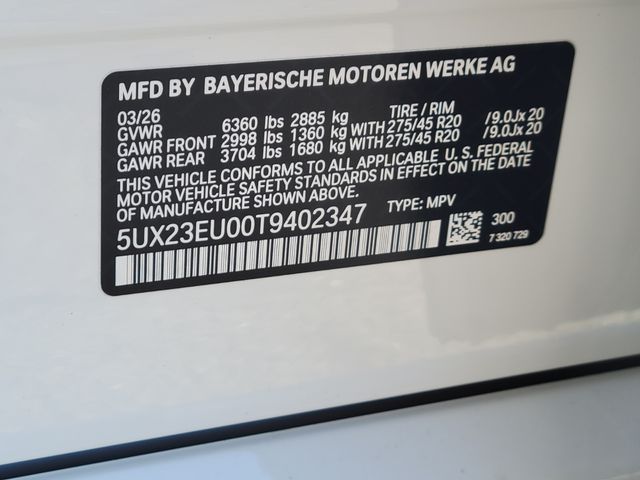 MFD BY BAYERISCHE MOTOREN WERKE AG
03/26 TIRE / RIM
GVWR 6360 lbs 2885 kg
GAWR FRONT 2998 lbs 1360 kg WITH 275/45 R20 /9.0Jx 20
GAWR REAR 3704 lbs 1680 kg WITH 275/45 R20 /9.0Jx 20
THIS VEHICLE CONFORMS TO ALL APPLICABLE U.S. FEDERAL
MOTOR VEHICLE SAFETY STANDARDS IN EFFECT ON THE DATE
OF MANUFACTURE SHOWN ABOVE.
5UX23EU00T9402347 TYPE: MPV
300
7 320 729